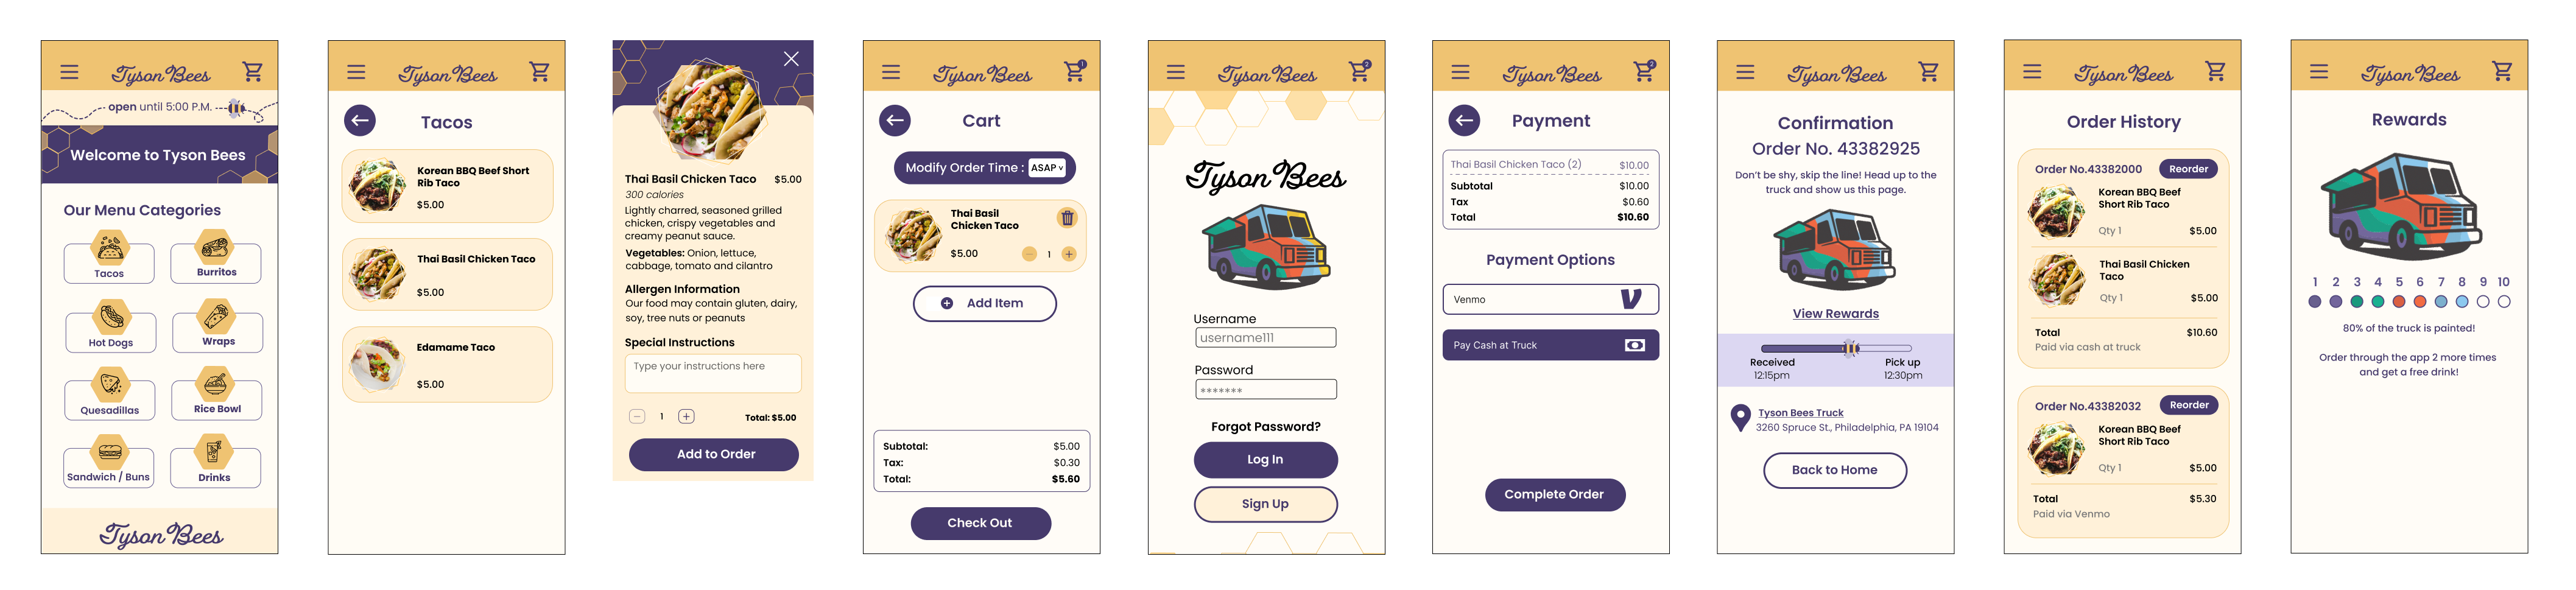 Tyson Bees
open until 5:00 P.M.
Welcome to Tyson Bees
Our Menu Categories
Tacos
Burritos
Hot Dogs
Wraps
Quesadillas
Rice Bowl
Sandwich / Buns
Drinks
Tyson Bees
Tyson Bees
Tacos
Korean BBQ Beef Short
Rib Taco
$5.00
Thai Basil Chicken Taco
$5.00
Edamame Taco
$5.00
Thai Basil Chicken Taco $5.00
300 calories
Lightly charred, seasoned grilled
chicken, crispy vegetables and
creamy peanut sauce.
Vegetables: Onion, lettuce,
cabbage, tomato and cilantro
Allergen Information
Our food may contain gluten, dairy,
soy, tree nuts or peanuts
Special Instructions
Type your instructions here
1
Total: $5.00
Add to Order
Tyson Bees
1
Cart
Modify Order Time : ASAP v
Thai Basil
Chicken Taco
$5.00
1
Add Item
Subtotal: $5.00
Tax: $0.30
Total: $5.60
Check Out
Tyson Bees
2
Tyson Bees
Username
username111
Password
*******
Forgot Password?
Log In
Sign Up
Tyson Bees
2
Payment
Thai Basil Chicken Taco (2) $10.00
Subtotal $10.00
Tax $0.60
Total $10.60
Payment Options
Venmo
Pay Cash at Truck
Complete Order
Tyson Bees
Confirmation
Order No. 43382925
Don't be shy, skip the line! Head up to the
truck and show us this page.
View Rewards
Received Pick up
12:15pm 12:30pm
Tyson Bees Truck
3260 Spruce St., Philadelphia, PA 19104
Back to Home
Tyson Bees
Order History
Order No.43382000 Reorder
Korean BBQ Beef
Short Rib Taco
Qty 1 $5.00
Thai Basil Chicken
Taco
Qty 1 $5.00
Total $10.60
Paid via cash at truck
Order No.43382032 Reorder
Korean BBQ Beef
Short Rib Taco
Qty 1 $5.00
Total $5.30
Paid via Venmo
Tyson Bees
Rewards
1 2 3 4 5 6 7 8 9 10
80% of the truck is painted!
Order through the app 2 more times
and get a free drink!